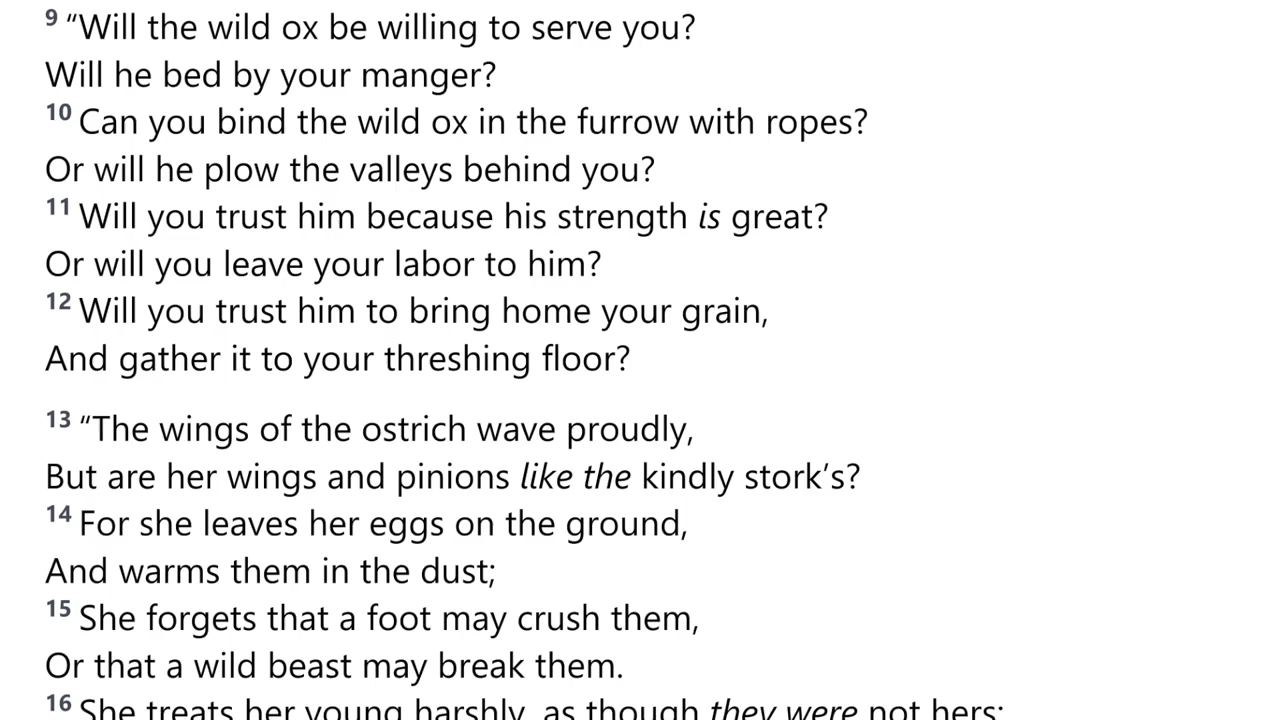 9 “Will the wild ox be willing to serve you?
Will he bed by your manger?
10 Can you bind the wild ox in the furrow with ropes?
Or will he plow the valleys behind you?
11 Will you trust him because his strength is great?
Or will you leave your labor to him?
12 Will you trust him to bring home your grain,
And gather it to your threshing floor?
13 “The wings of the ostrich wave proudly,
But are her wings and pinions like the kindly stork’s?
14 For she leaves her eggs on the ground,
And warms them in the dust;
15 She forgets that a foot may crush them,
Or that a wild beast may break them.
16 She treats her young harshly, as though they were not hers;